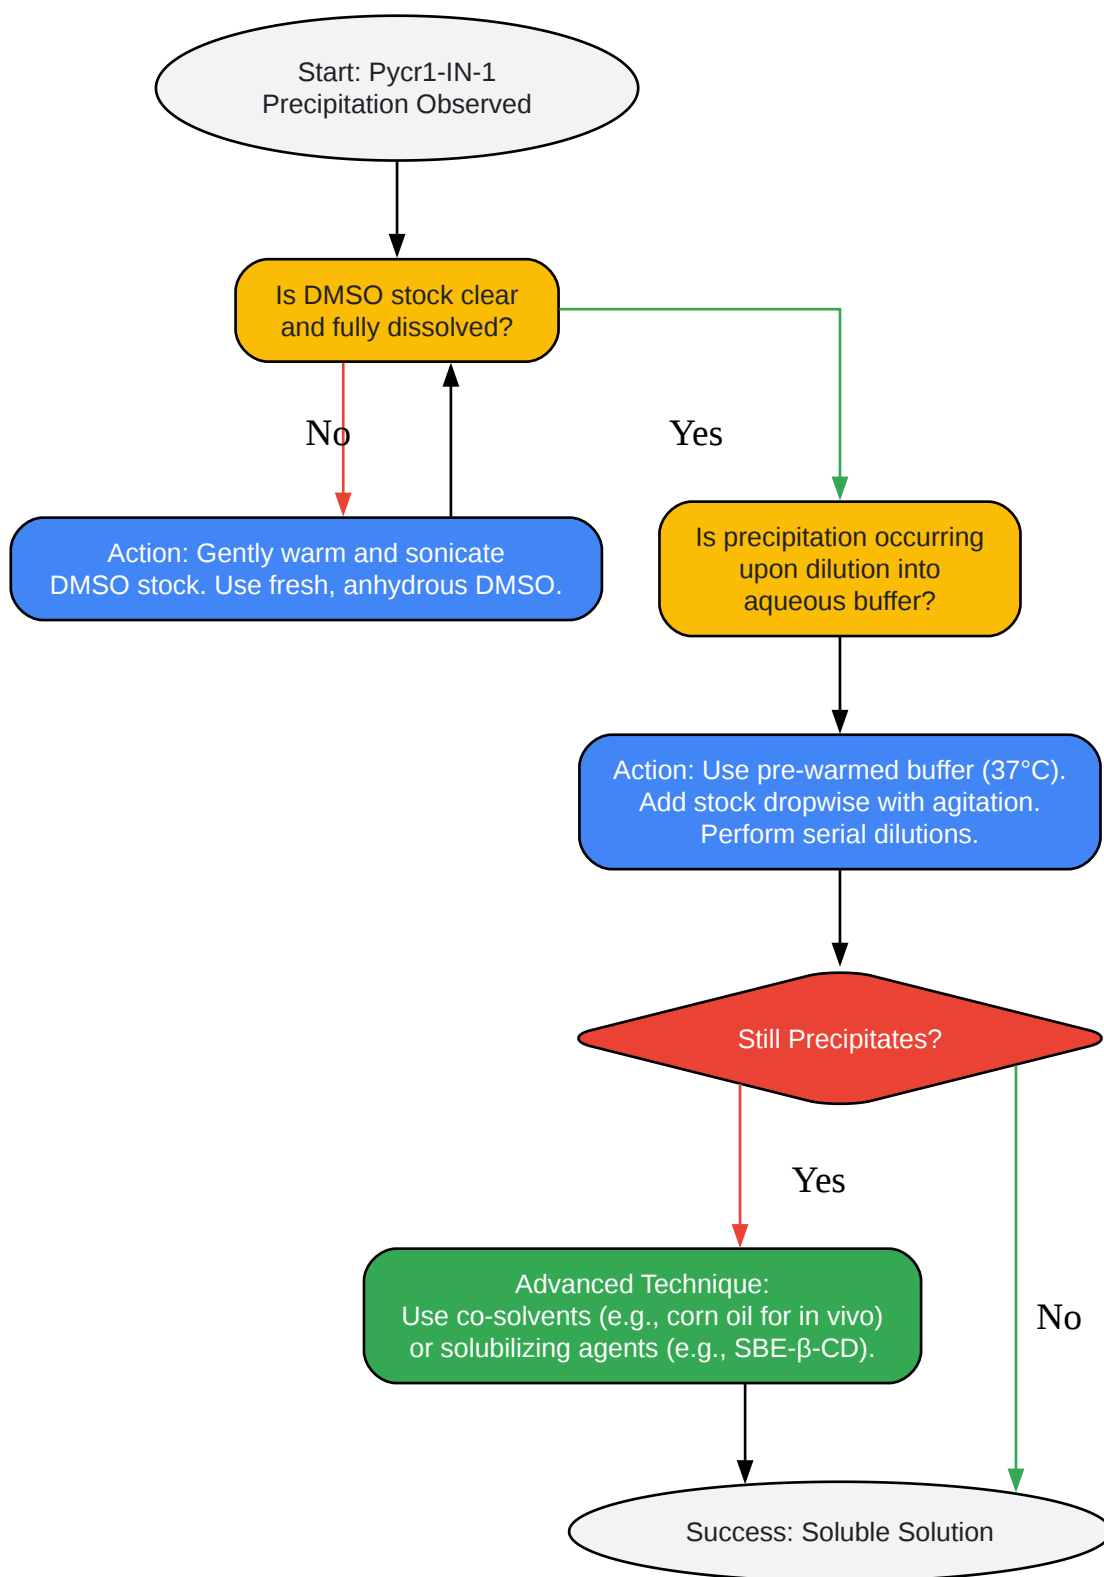 Start: Pycr1-IN-1
Precipitation Observed
Is DMSO stock clear
and fully dissolved?
No
Yes
Action: Gently warm and sonicate
DMSO stock. Use fresh, anhydrous DMSO.
Is precipitation occurring
upon dilution into
aqueous buffer?
Action: Use pre-warmed buffer (37°C).
Add stock dropwise with agitation.
Perform serial dilutions.
Still Precipitates?
Yes
Advanced Technique:
Use co-solvents (e.g., corn oil for in vivo)
or solubilizing agents (e.g., SBE-β-CD).
No
Success: Soluble Solution